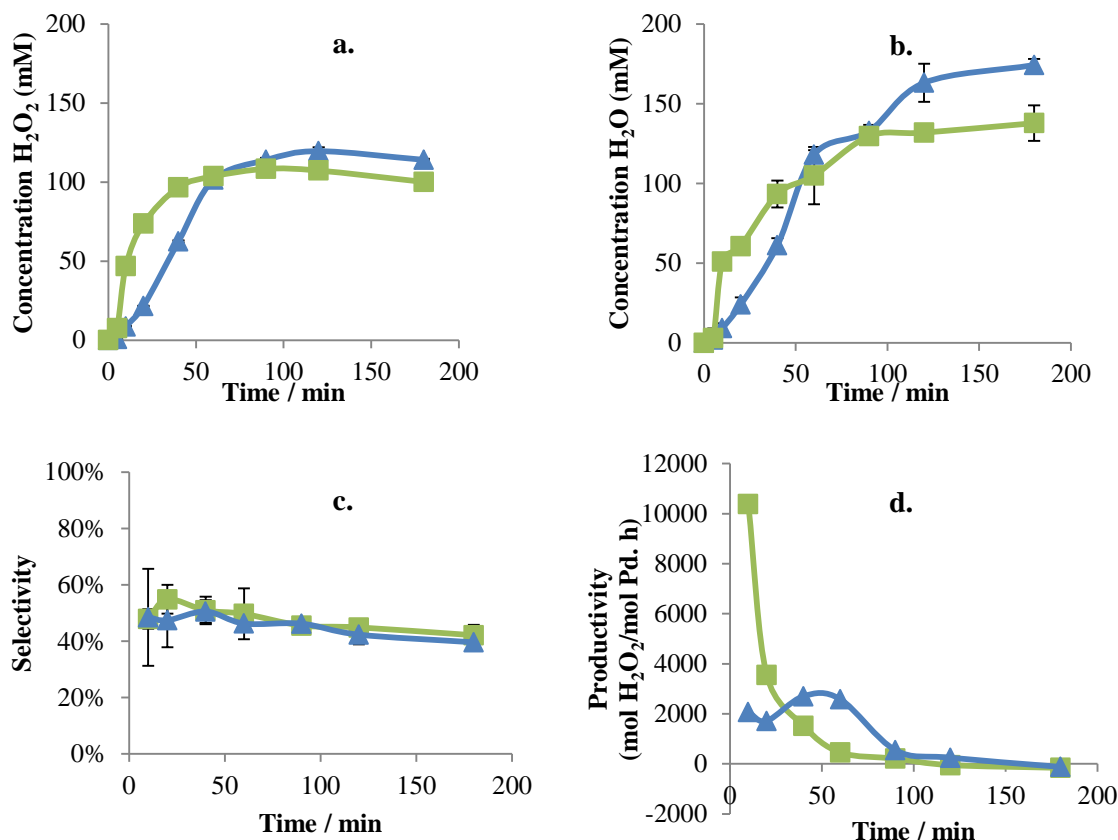 a.
Concentration H₂O₂ (mM)
200
150
100
50
0
0 50 100 150 200
Time / min
b.
Concentration H₂O (mM)
200
150
100
50
0
0 50 100 150 200
Time / min
c.
Selectivity
100%
80%
60%
40%
20%
0%
0 50 100 150 200
Time / min
d.
Productivity
(mol H₂O₂/mol Pd. h)
12000
10000
8000
6000
4000
2000
0
-2000
0 50 100 150 200
Time / min